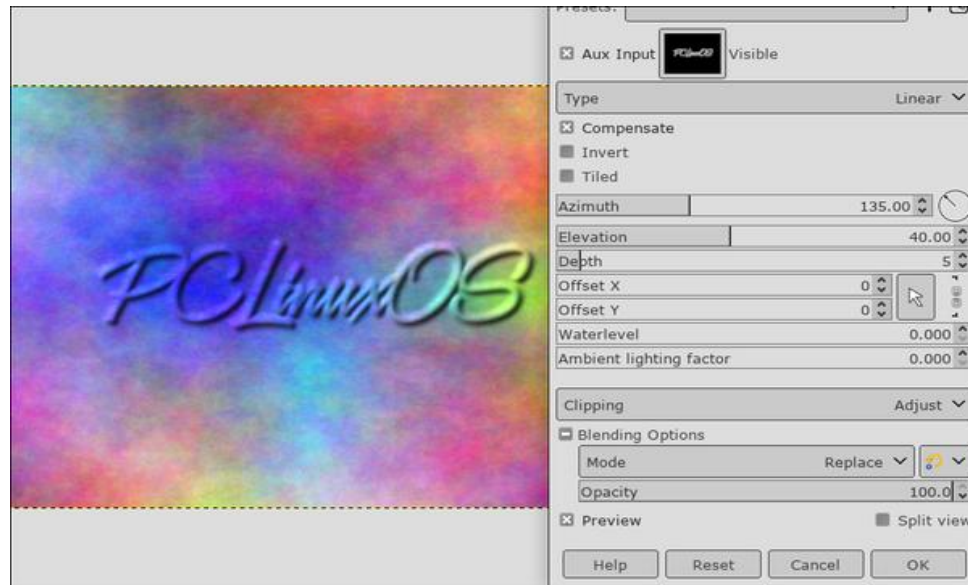 PCLinuxOS
Presets:
Aux Input PCLinuxOS Visible
Type Linear
Compensate
Invert
Tiled
Azimuth 135.00
Elevation 40.00
Depth 5
Offset X 0
Offset Y 0
Waterlevel 0.000
Ambient lighting factor 0.000
Clipping Adjust
Blending Options
Mode Replace
Opacity 100.0
Preview Split view
Help Reset Cancel OK